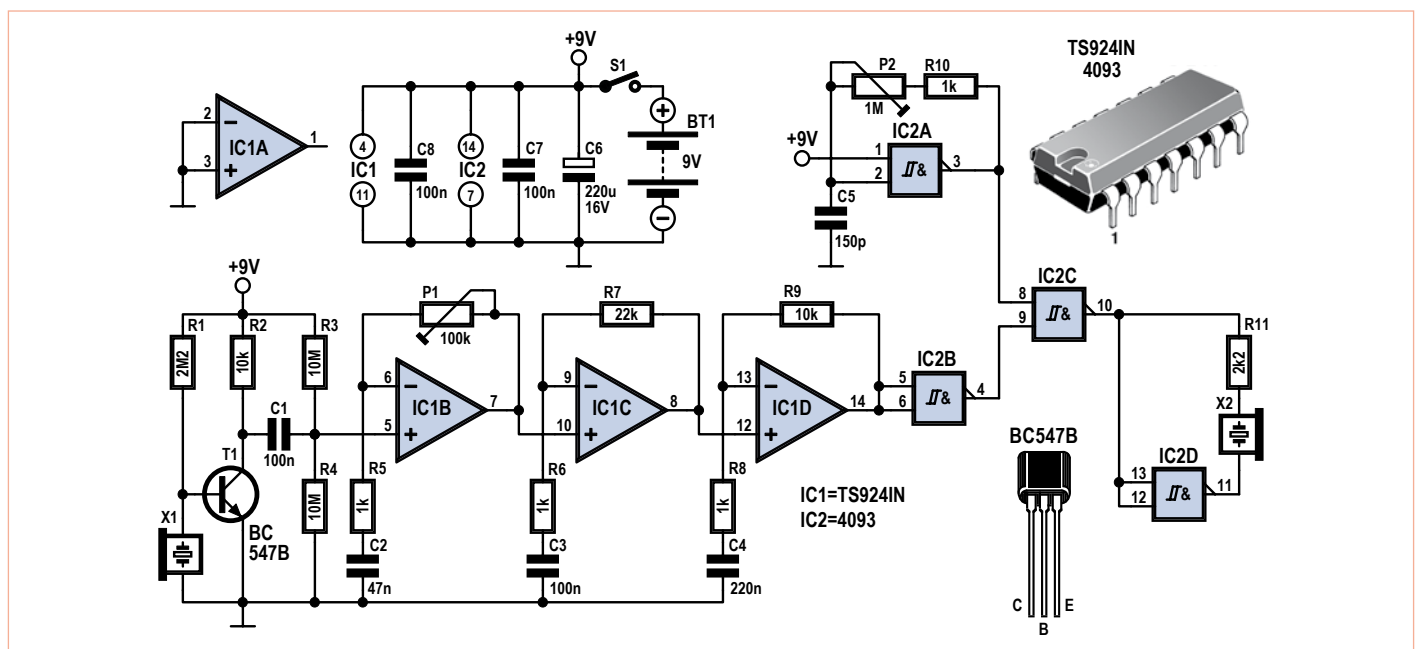 +9V
S1
BT1
9V
2
3
1
IC1A
4
IC1
11
C8
100n
14
IC2
7
C7
100n
C6
220u
16V
P2
1M
R10
1k
+9V
1
2
3
IC2A
C5
150p
TS924IN
4093
1
+9V
R1
2M2
R2
10k
R3
10M
C1
100n
T1
X1
BC
547B
R4
10M
P1
100k
6
5
7
IC1B
R5
1k
C2
47n
R7
22k
9
10
8
IC1C
R6
1k
C3
100n
R9
10k
13
12
14
IC1D
R8
1k
C4
220n
IC2B
5
6
4
&
IC2C
8
9
10
&
R11
2k2
X2
IC2D
13
12
11
&
&
IC1=TS924IN
IC2=4093
BC547B
C
B
E